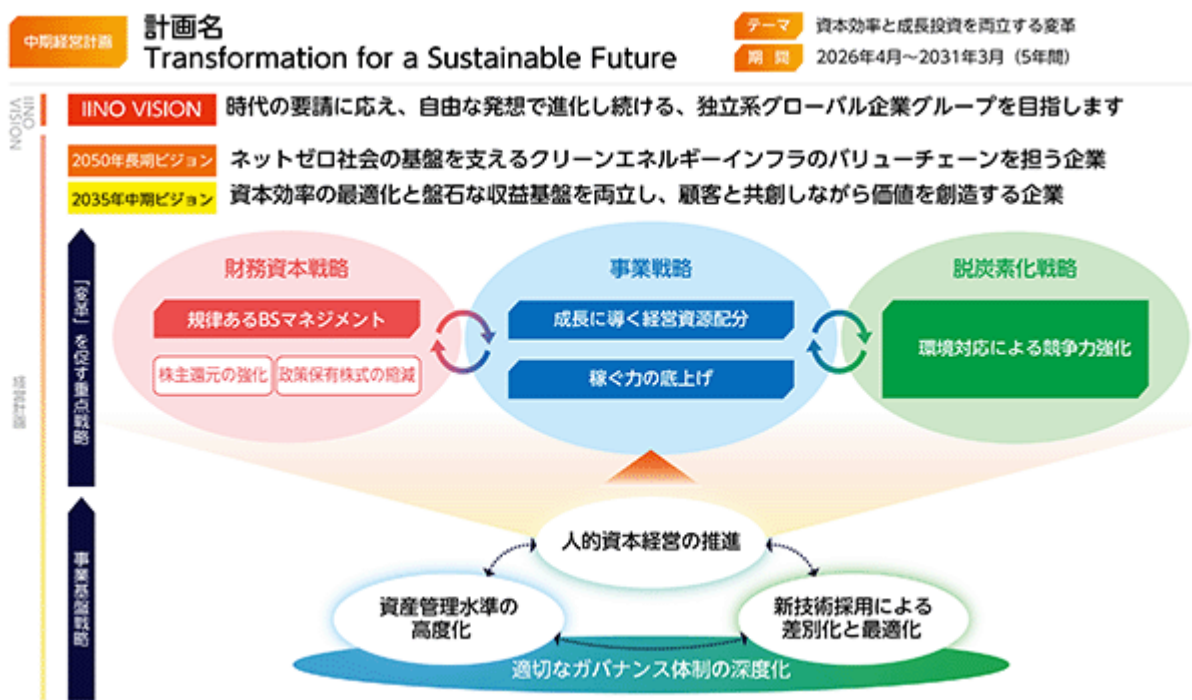 中期経営計画
計画名
Transformation for a Sustainable Future
テーマ 資本効率と成長投資を両立する変革
期間 2026年4月～2031年3月（5年間）
IINO VISION
IINO VISION 時代の要請に応え、自由な発想で進化し続ける、独立系グローバル企業グループを目指します
2050年長期ビジョン ネットゼロ社会の基盤を支えるクリーンエネルギーインフラのバリューチェーンを担う企業
2035年中期ビジョン 資本効率の最適化と盤石な収益基盤を両立し、顧客と共創しながら価値を創造する企業
経営計画
「変革」を促す重点戦略
財務資本戦略
規律あるBSマネジメント
株主還元の強化 政策保有株式の縮減
事業戦略
成長に導く経営資源配分
稼ぐ力の底上げ
脱炭素化戦略
環境対応による競争力強化
事業基盤戦略
人的資本経営の推進
資産管理水準の
高度化
新技術採用による
差別化と最適化
適切なガバナンス体制の深度化